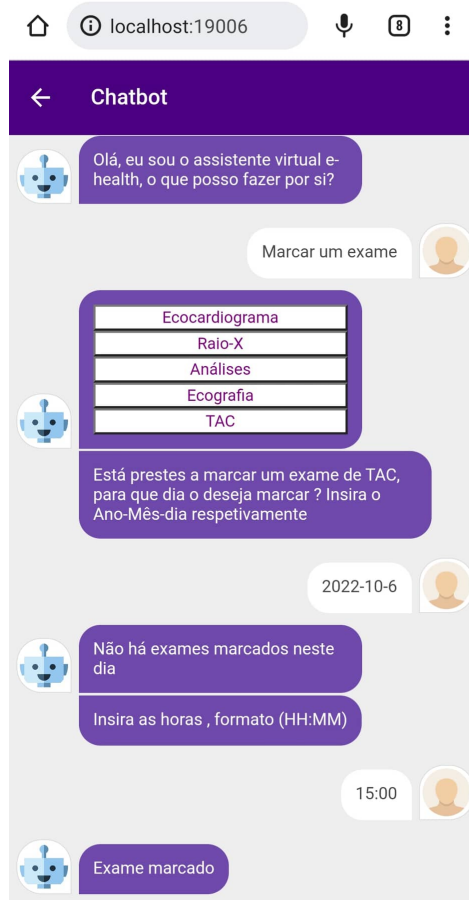 localhost:19006
8
Chatbot
Olá, eu sou o assistente virtual e-
health, o que posso fazer por si?
Marcar um exame
Ecocardiograma
Raio-X
Análises
Ecografia
TAC
Está prestes a marcar um exame de TAC,
para que dia o deseja marcar ? Insira o
Ano-Mês-dia respetivamente
2022-10-6
Não há exames marcados neste
dia
Insira as horas , formato (HH:MM)
15:00
Exame marcado